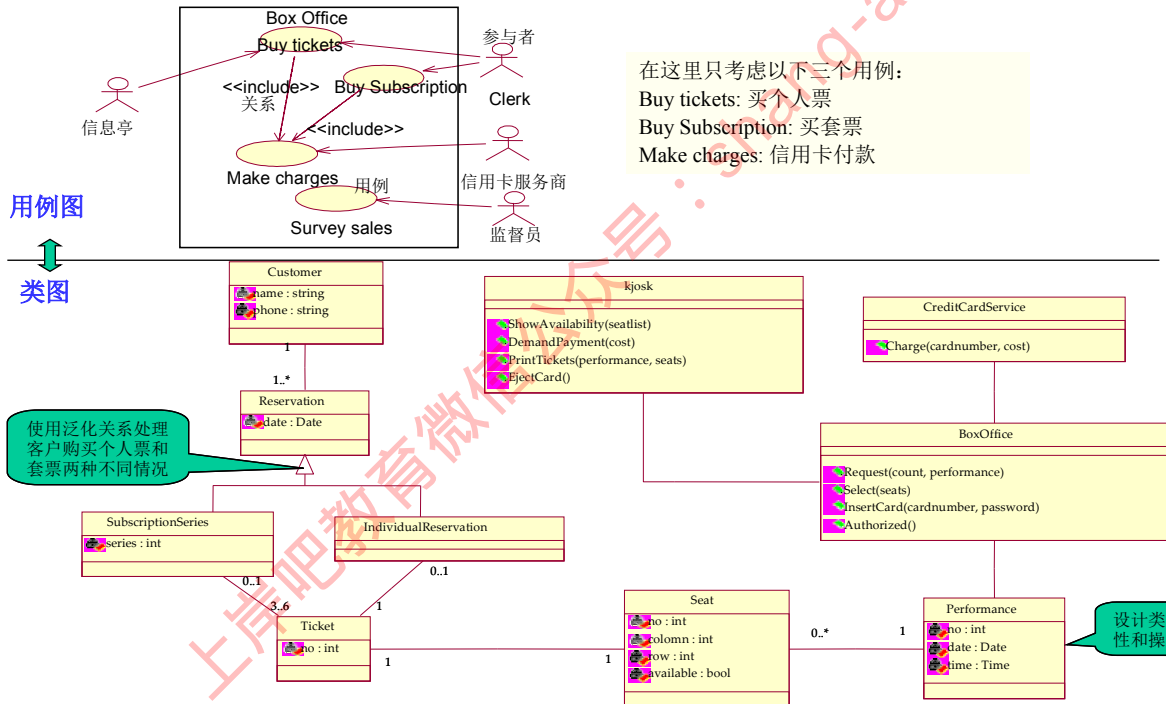 Box Office
Buy tickets
参与者
<<include>>
关系
Buy Subscription
Clerk
信息亭
<<include>>
Make charges
信用卡服务商
用例
Survey sales
监督员
在这里只考虑以下三个用例:
Buy tickets: 买个人票
Buy Subscription: 买套票
Make charges: 信用卡付款
用例图
类图
Customer
name : string
phone : string
1
1..*
Reservation
date : Date
使用泛化关系处理
客户购买个人票和
套票两种不同情况
SubscriptionSeries
series : int
IndividualReservation
0..1
0..1
3..6
1
Ticket
no : int
1
1
Seat
no : int
colomn : int
row : int
available : bool
0..*
1
Performance
no : int
date : Date
time : Time
设计类
性和操
kjosk
ShowAvailability(seatlist)
DemandPayment(cost)
PrintTickets(performance, seats)
EjectCard()
CreditCardService
Charge(cardnumber, cost)
BoxOffice
Request(count, performance)
Select(seats)
InsertCard(cardnumber, password)
Authorized()
上岸吧教育微信公众号：shang-a